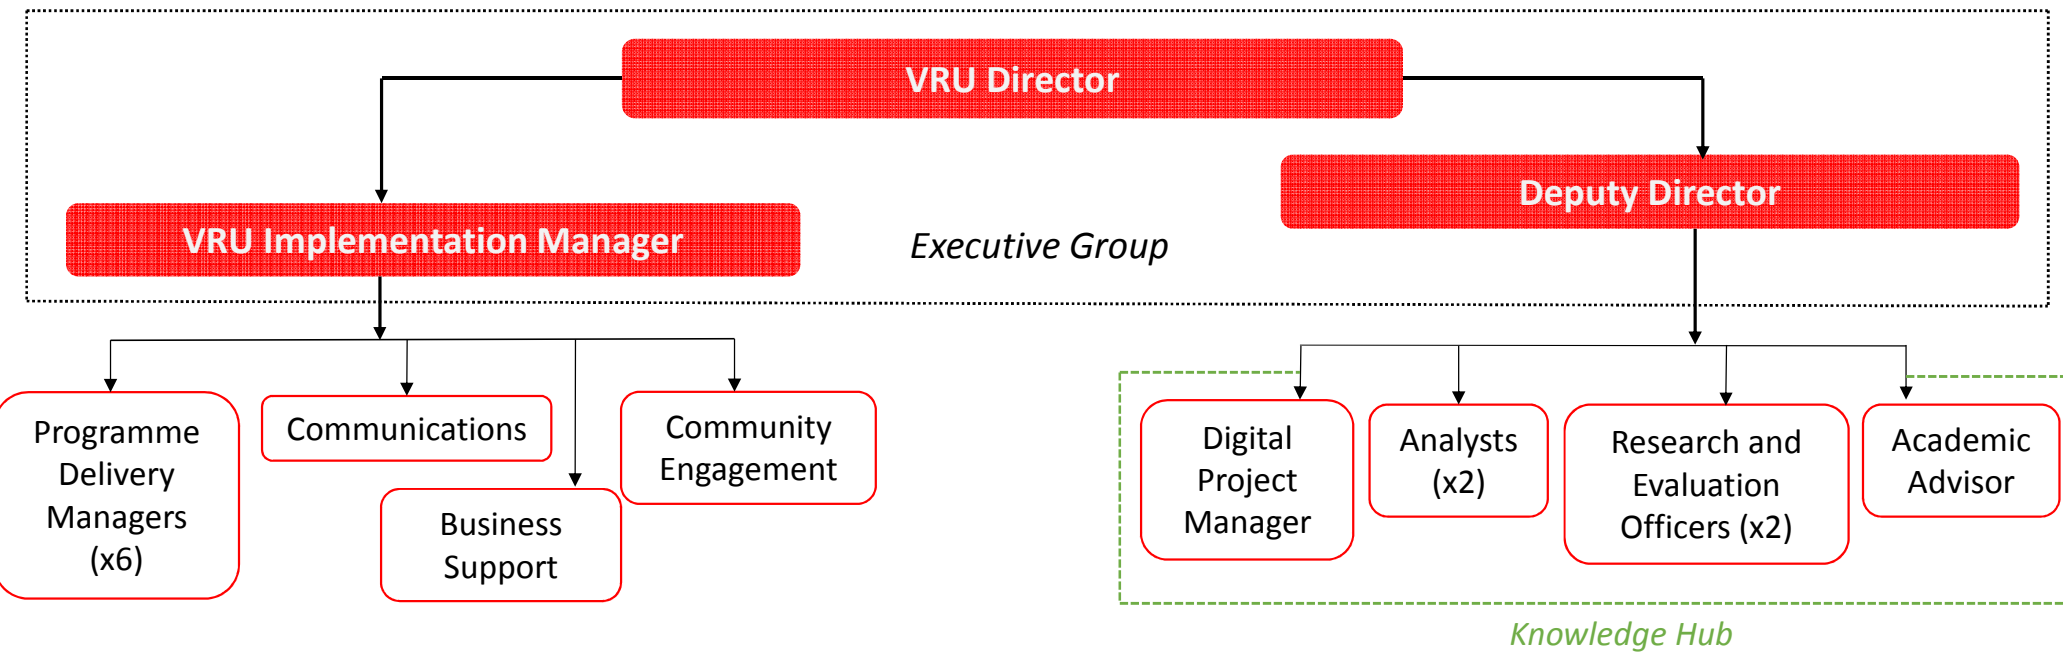 VRU Director
Deputy Director
VRU Implementation Manager
Executive Group
Programme
Delivery
Managers
(x6)
Communications
Business
Support
Community
Engagement
Digital
Project
Manager
Analysts
(x2)
Research and
Evaluation
Officers (x2)
Academic
Advisor
Knowledge Hub